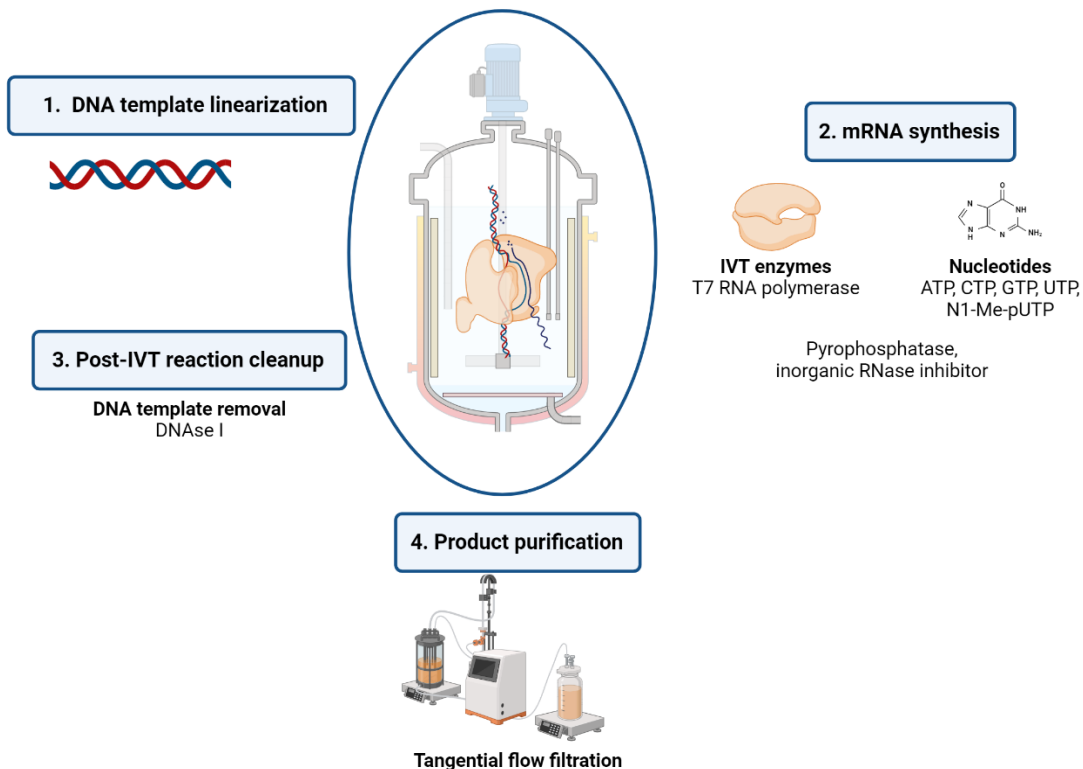 1. DNA template linearization
2. mRNA synthesis
O
N
NH
N
H
N
NH₂
IVT enzymes
T7 RNA polymerase
Nucleotides
ATP, CTP, GTP, UTP,
N1-Me-pUTP
Pyrophosphatase,
inorganic RNase inhibitor
3. Post-IVT reaction cleanup
DNA template removal
DNAse I
4. Product purification
Tangential flow filtration